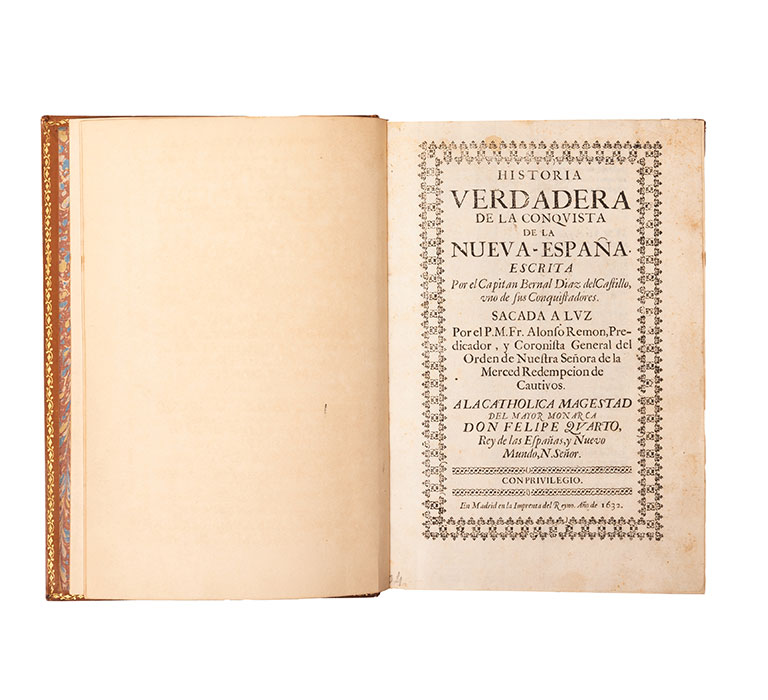 HISTORIA
VERDADERA
DE LA CONQVISTA
DE LA
NUEVA-ESPAÑA.
ESCRITA
Por el Capitan Bernal Diaz del Castillo,
vno de sus Conquistadores.
SACADA A LVZ
Por el P. M. Fr. Alonso Remon, Pre-
dicador, y Coronista General del
Orden de Nuestra Señora de la
Merced Redempcion de
Cautivos.
A LA CATHOLICA MAGESTAD
DEL MAIOR MONARCA
DON FELIPE QVARTO,
Rey de las Españas, y Nuevo
Mundo, N. Señor.
CON PRIVILEGIO.
En Madrid en la Imprenta del Reyno. Año de 1632.